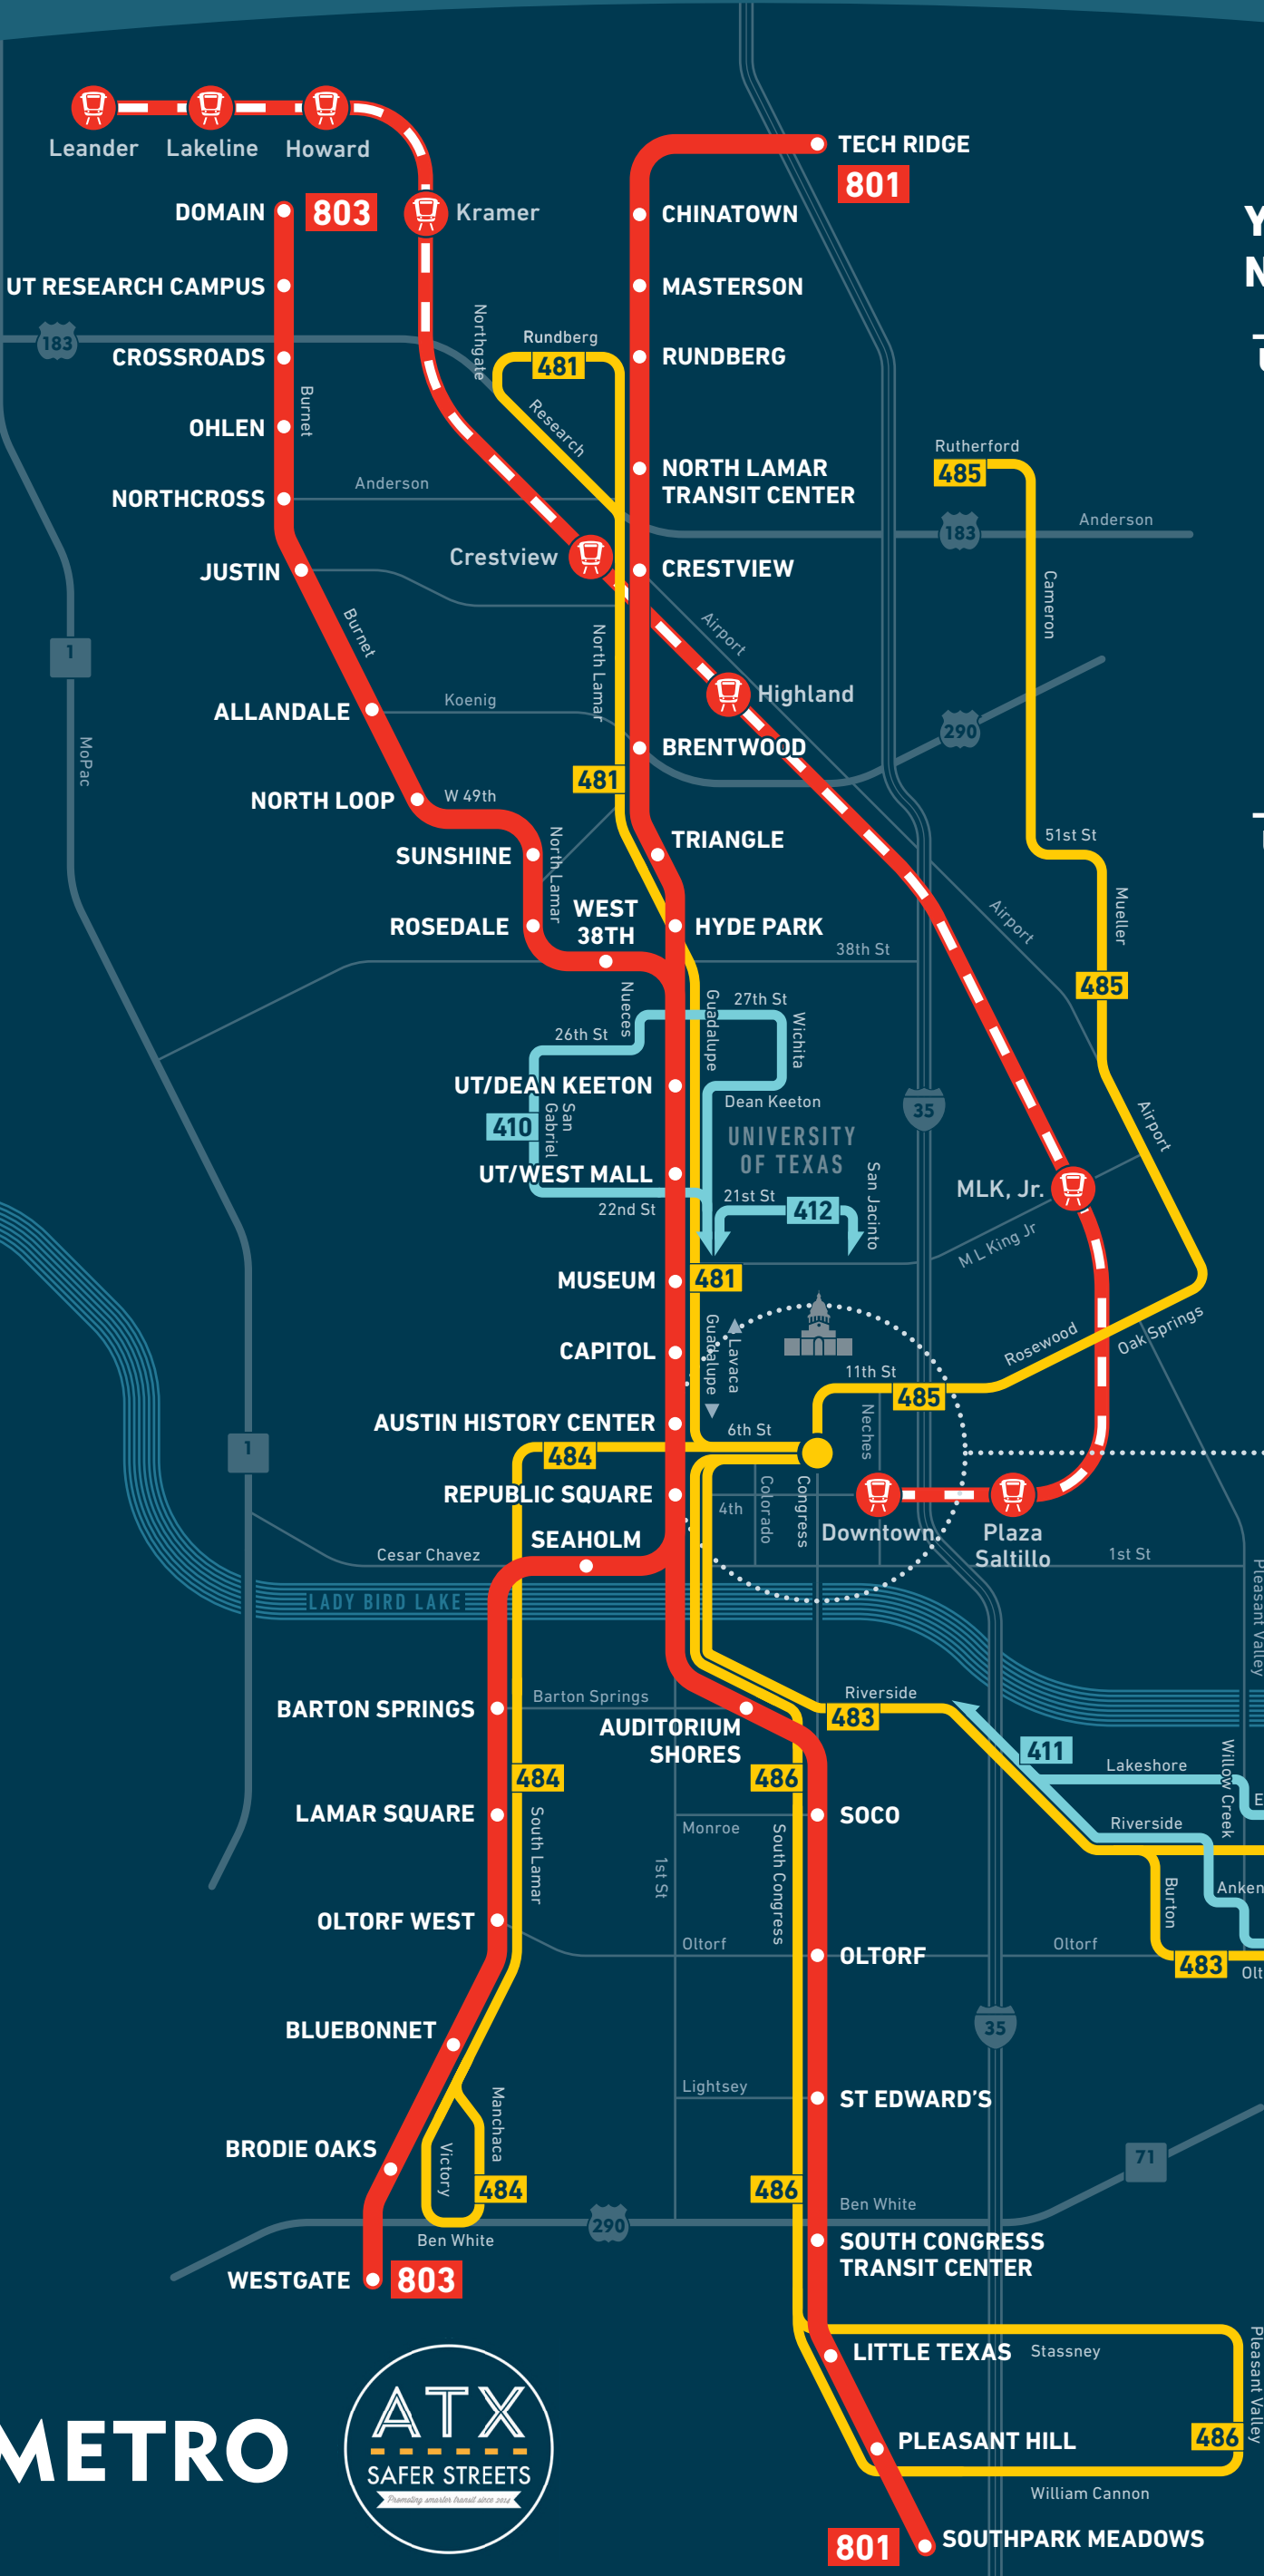 Leander
Lakeline
Howard
TECH RIDGE
801
DOMAIN
803
Kramer
CHINATOWN
Y
N
UT RESEARCH CAMPUS
MASTERSON
183
Northgate
Rundberg
481
CROSSROADS
RUNDBERG
Burnet
OHLEN
Research
Rutherford
485
NORTH LAMAR
TRANSIT CENTER
Anderson
NORTHCROSS
183
Anderson
Crestview
CRESTVIEW
JUSTIN
Cameron
Burnet
Airport
North Lamar
1
Highland
Koenig
ALLANDALE
290
MoPac
BRENTWOOD
481
NORTH LOOP
W 49th
North Lamar
TRIANGLE
51st St
SUNSHINE
Mueller
WEST
38TH
ROSEDALE
HYDE PARK
Airport
38th St
485
Nueces
Guadalupe
27th St
Wichita
26th St
UT/DEAN KEETON
Dean Keeton
35
San
Gabriel
410
UNIVERSITY
OF TEXAS
Airport
UT/WEST MALL
San Jacinto
MLK, Jr.
21st St
412
22nd St
M L King Jr
MUSEUM
481
Guadalupe
Lavaca
CAPITOL
Rosewood
Oak Springs
11th St
485
AUSTIN HISTORY CENTER
6th St
Neches
484
1
REPUBLIC SQUARE
4th
Colorado
Congress
Downtown
Plaza
Saltillo
SEAHOLM
Cesar Chavez
1st St
Pleasant Valley
LADY BIRD LAKE
BARTON SPRINGS
Barton Springs
Riverside
483
AUDITORIUM
SHORES
411
Willow Creek
Lakeshore
484
486
E
LAMAR SQUARE
South Lamar
SOCO
Monroe
South Congress
Riverside
1st St
Burton
Anken
OLTORF WEST
Oltorf
OLTORF
Oltorf
483
Olt
BLUEBONNET
35
Manchaca
Lightsey
ST EDWARD'S
BRODIE OAKS
Victory
484
486
71
Ben White
290
Ben White
SOUTH CONGRESS
TRANSIT CENTER
WESTGATE
803
LITTLE TEXAS
Stassney
Pleasant Valley
METRO
ATX
SAFER STREETS
Promoting smarter transit since 2014
PLEASANT HILL
486
William Cannon
801
SOUTHPARK MEADOWS